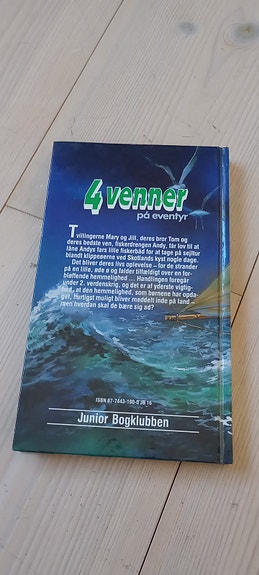 4 venner
på eventyr
Tvillingerne Mary og Jill, deres bror Tom og
deres bedste ven, fiskerdrengen Andy, får lov til at
låne Andys fars lille fiskerbåd for at tage på sejltur
blandt klippeøerne ved Skotlands kyst nogle dage.
Det bliver deres livs oplevelse – for de strander
på en lille, øde ø og falder tilfældigt over en for-
bløffende hemmelighed ... Handlingen foregår
under 2. verdenskrig, og det er af yderste vigtig-
hed, at den hemmelighed, som børnene har opda-
get, hurtigst muligt bliver meddelt inde på land –
men hvordan skal de bære sig ad?
ISBN 87-7443-160-0 JB 16
Junior Bogklubben